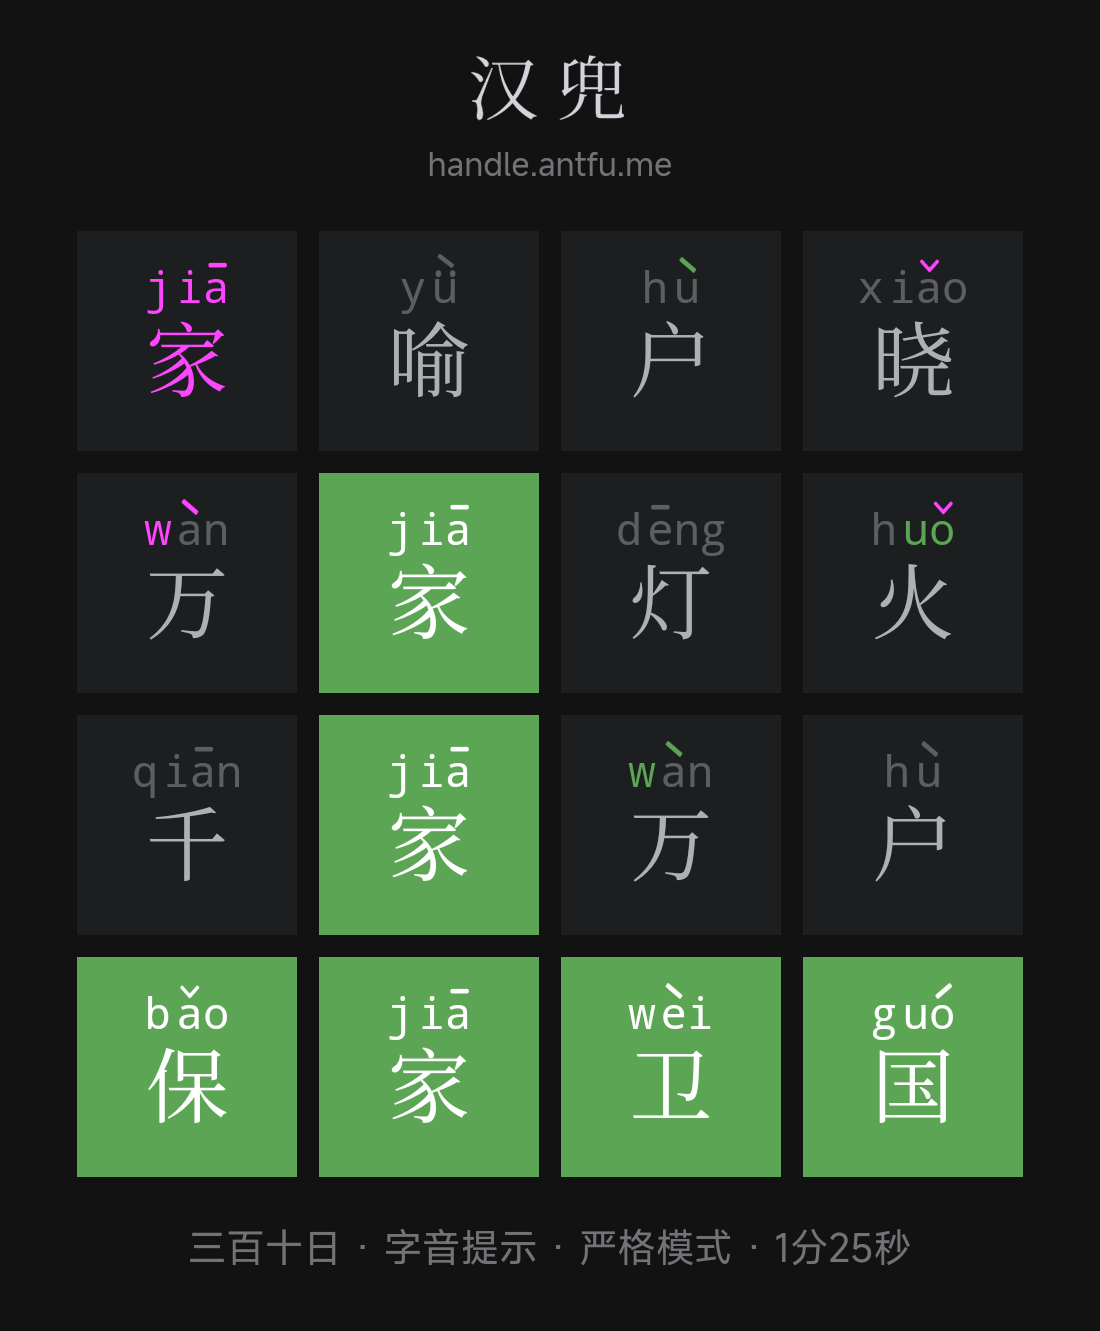 汉兜
handle.antfu.me
jiā yǜ hù xiǎo
家 喻 户 晓
wàn jiā dēng huǒ
万 家 灯 火
qiān jiā wàn hù
千 家 万 户
bǎo jiā wèi guó
保 家 卫 国
三百十日 · 字音提示 · 严格模式 · 1分25秒